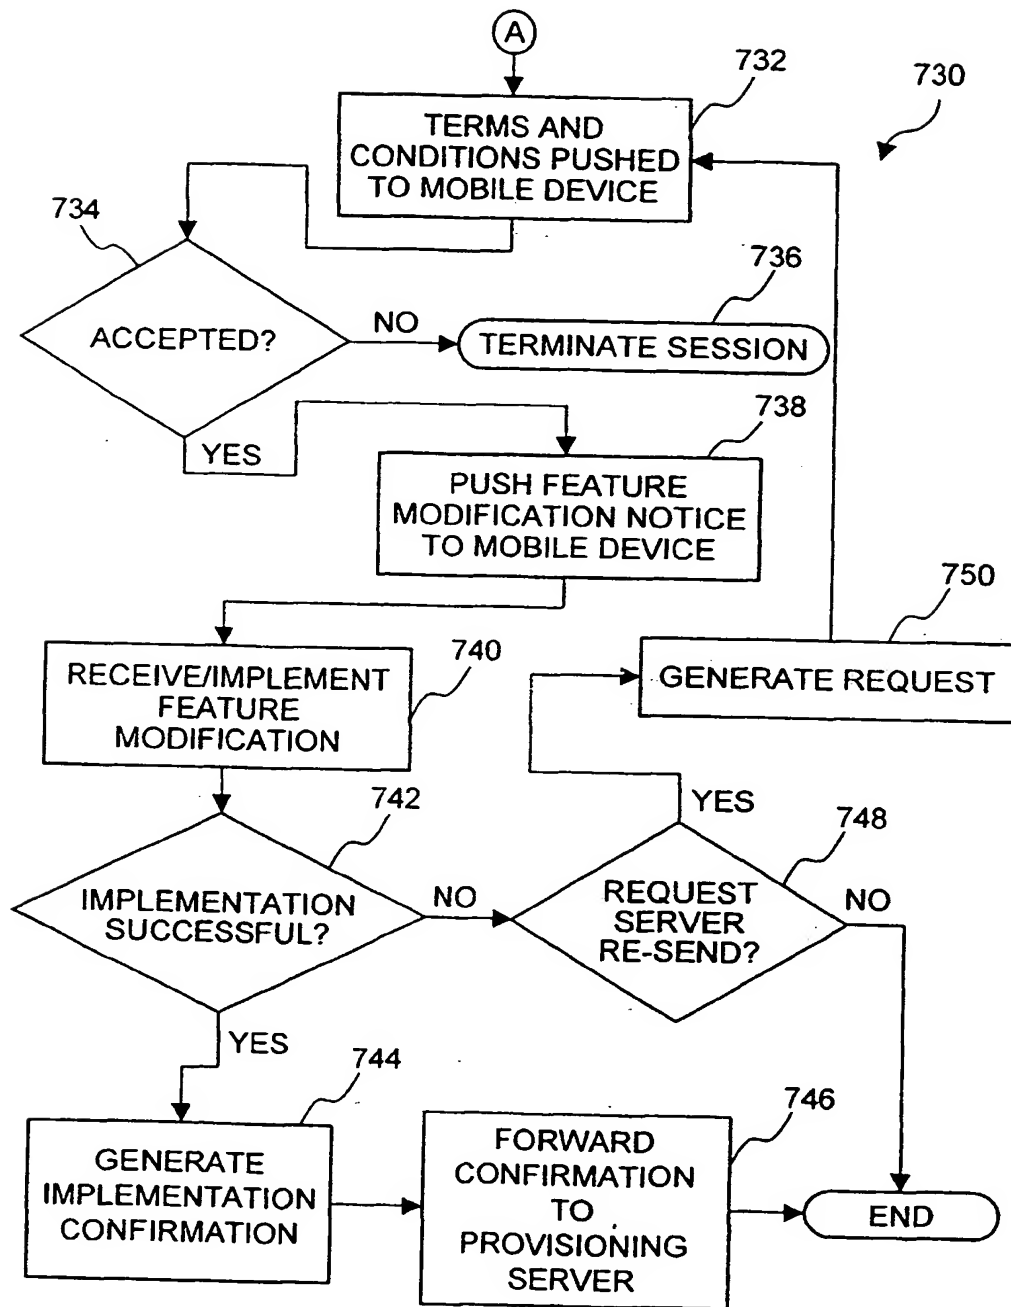 A
732
730
TERMS AND
CONDITIONS PUSHED
TO MOBILE DEVICE
734
736
ACCEPTED?
NO
TERMINATE SESSION
738
YES
PUSH FEATURE
MODIFICATION NOTICE
TO MOBILE DEVICE
750
740
RECEIVE/IMPLEMENT
FEATURE
MODIFICATION
GENERATE REQUEST
742
YES
748
IMPLEMENTATION
SUCCESSFUL?
NO
REQUEST
SERVER
RE-SEND?
NO
YES
744
746
GENERATE
IMPLEMENTATION
CONFIRMATION
FORWARD
CONFIRMATION
TO
PROVISIONING
SERVER
END